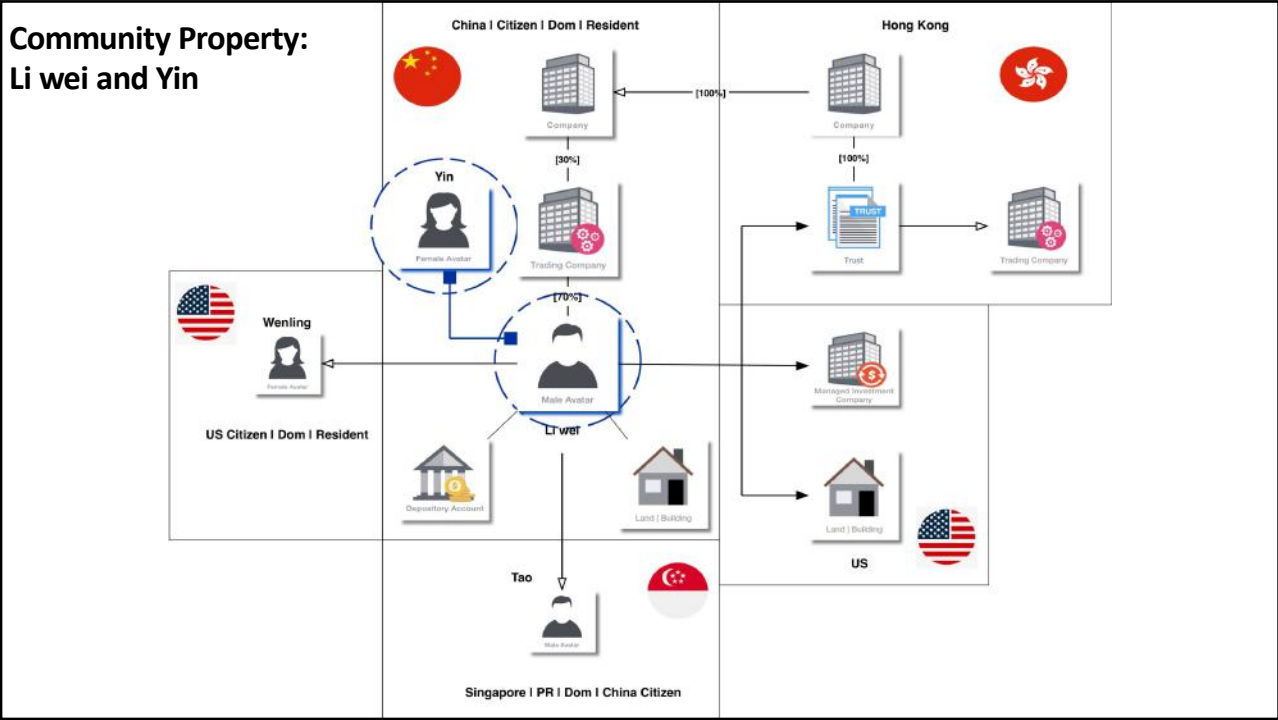 Community Property:
Li wei and Yin
China I Citizen I Dom I Resident
Hong Kong
Company
[100%]
Company
[30%]
[100%]
Yin
Female Avatar
Trading Company
TRUST
Trust
Trading Company
[70%]
Wenling
Female Avatar
Male Avatar
Managed Investment
Company
US Citizen I Dom I Resident
Li wei
Depository Account
Land | Building
Land | Building
US
Tao
Male Avatar
Singapore I PR I Dom I China Citizen